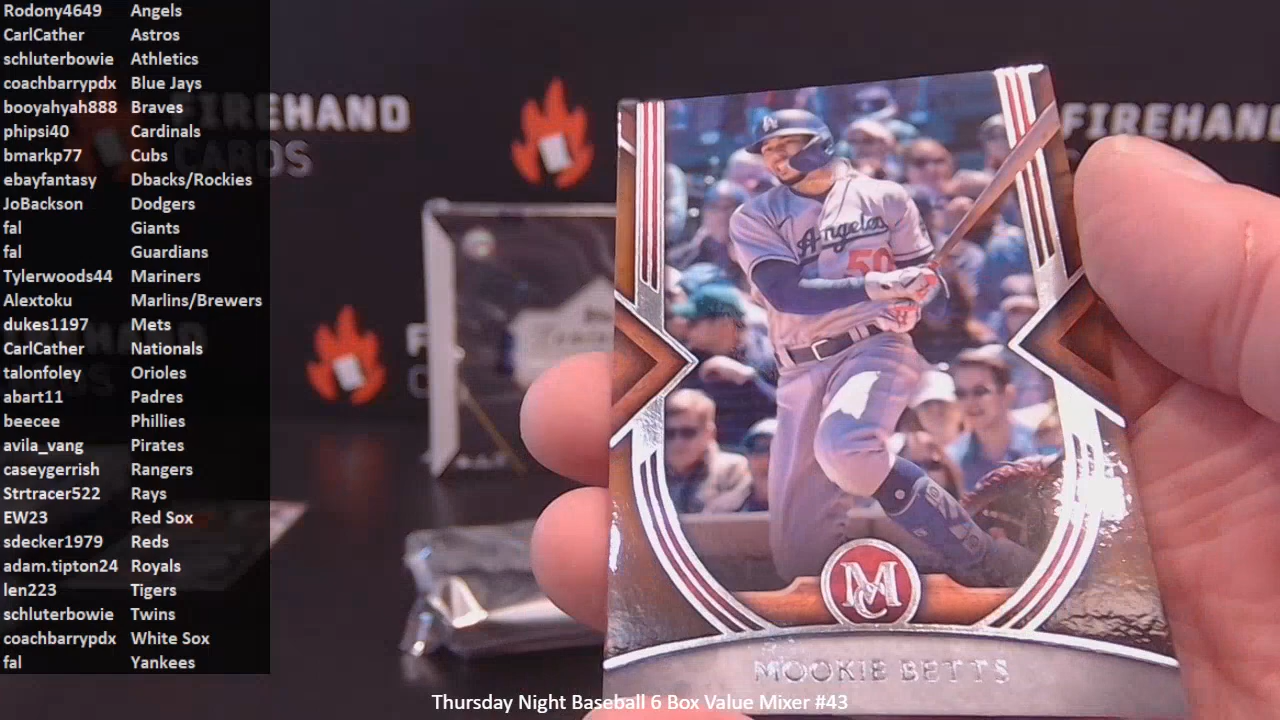 Rodony4649 Angels
CarlCather Astros
schluterbowie Athletics
coachbarrypdx Blue Jays
booyahyah888 Braves
phipsi40 Cardinals
bmarkp77 Cubs
ebayfantasy Dbacks/Rockies
JoBackson Dodgers
fal Giants
fal Guardians
Tylerwoods44 Mariners
Alextoku Marlins/Brewers
dukes1197 Mets
CarlCather Nationals
talonfoley Orioles
abart11 Padres
beecee Phillies
avila_vang Pirates
caseygerrish Rangers
Strtracer522 Rays
EW23 Red Sox
sdecker1979 Reds
adam.tipton24 Royals
len223 Tigers
schluterbowie Twins
coachbarrypdx White Sox
fal Yankees
FIREHAND
CARDS
FIREHAND
LA
Angeles
50
MC
MOOKIE BETTS
Thursday Night Baseball 6 Box Value Mixer #43